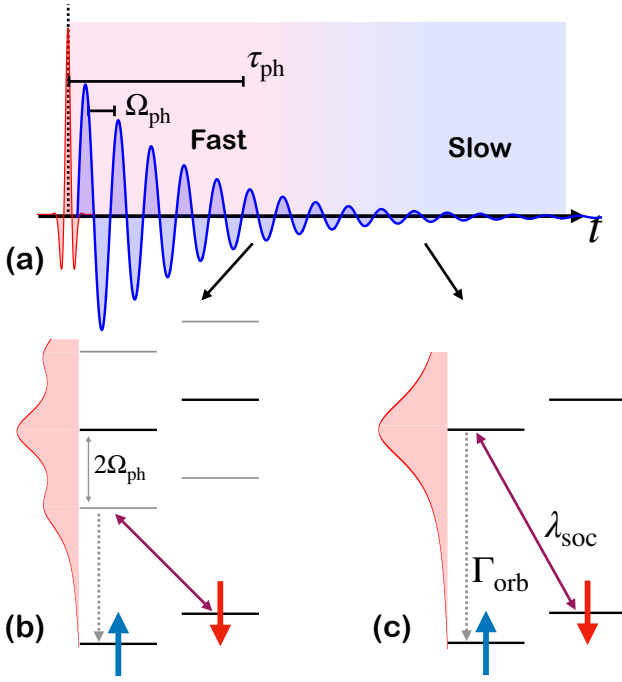 τph
Ωph
Fast
Slow
t
(a)
2Ωph
λsoc
Γorb
(b)
(c)